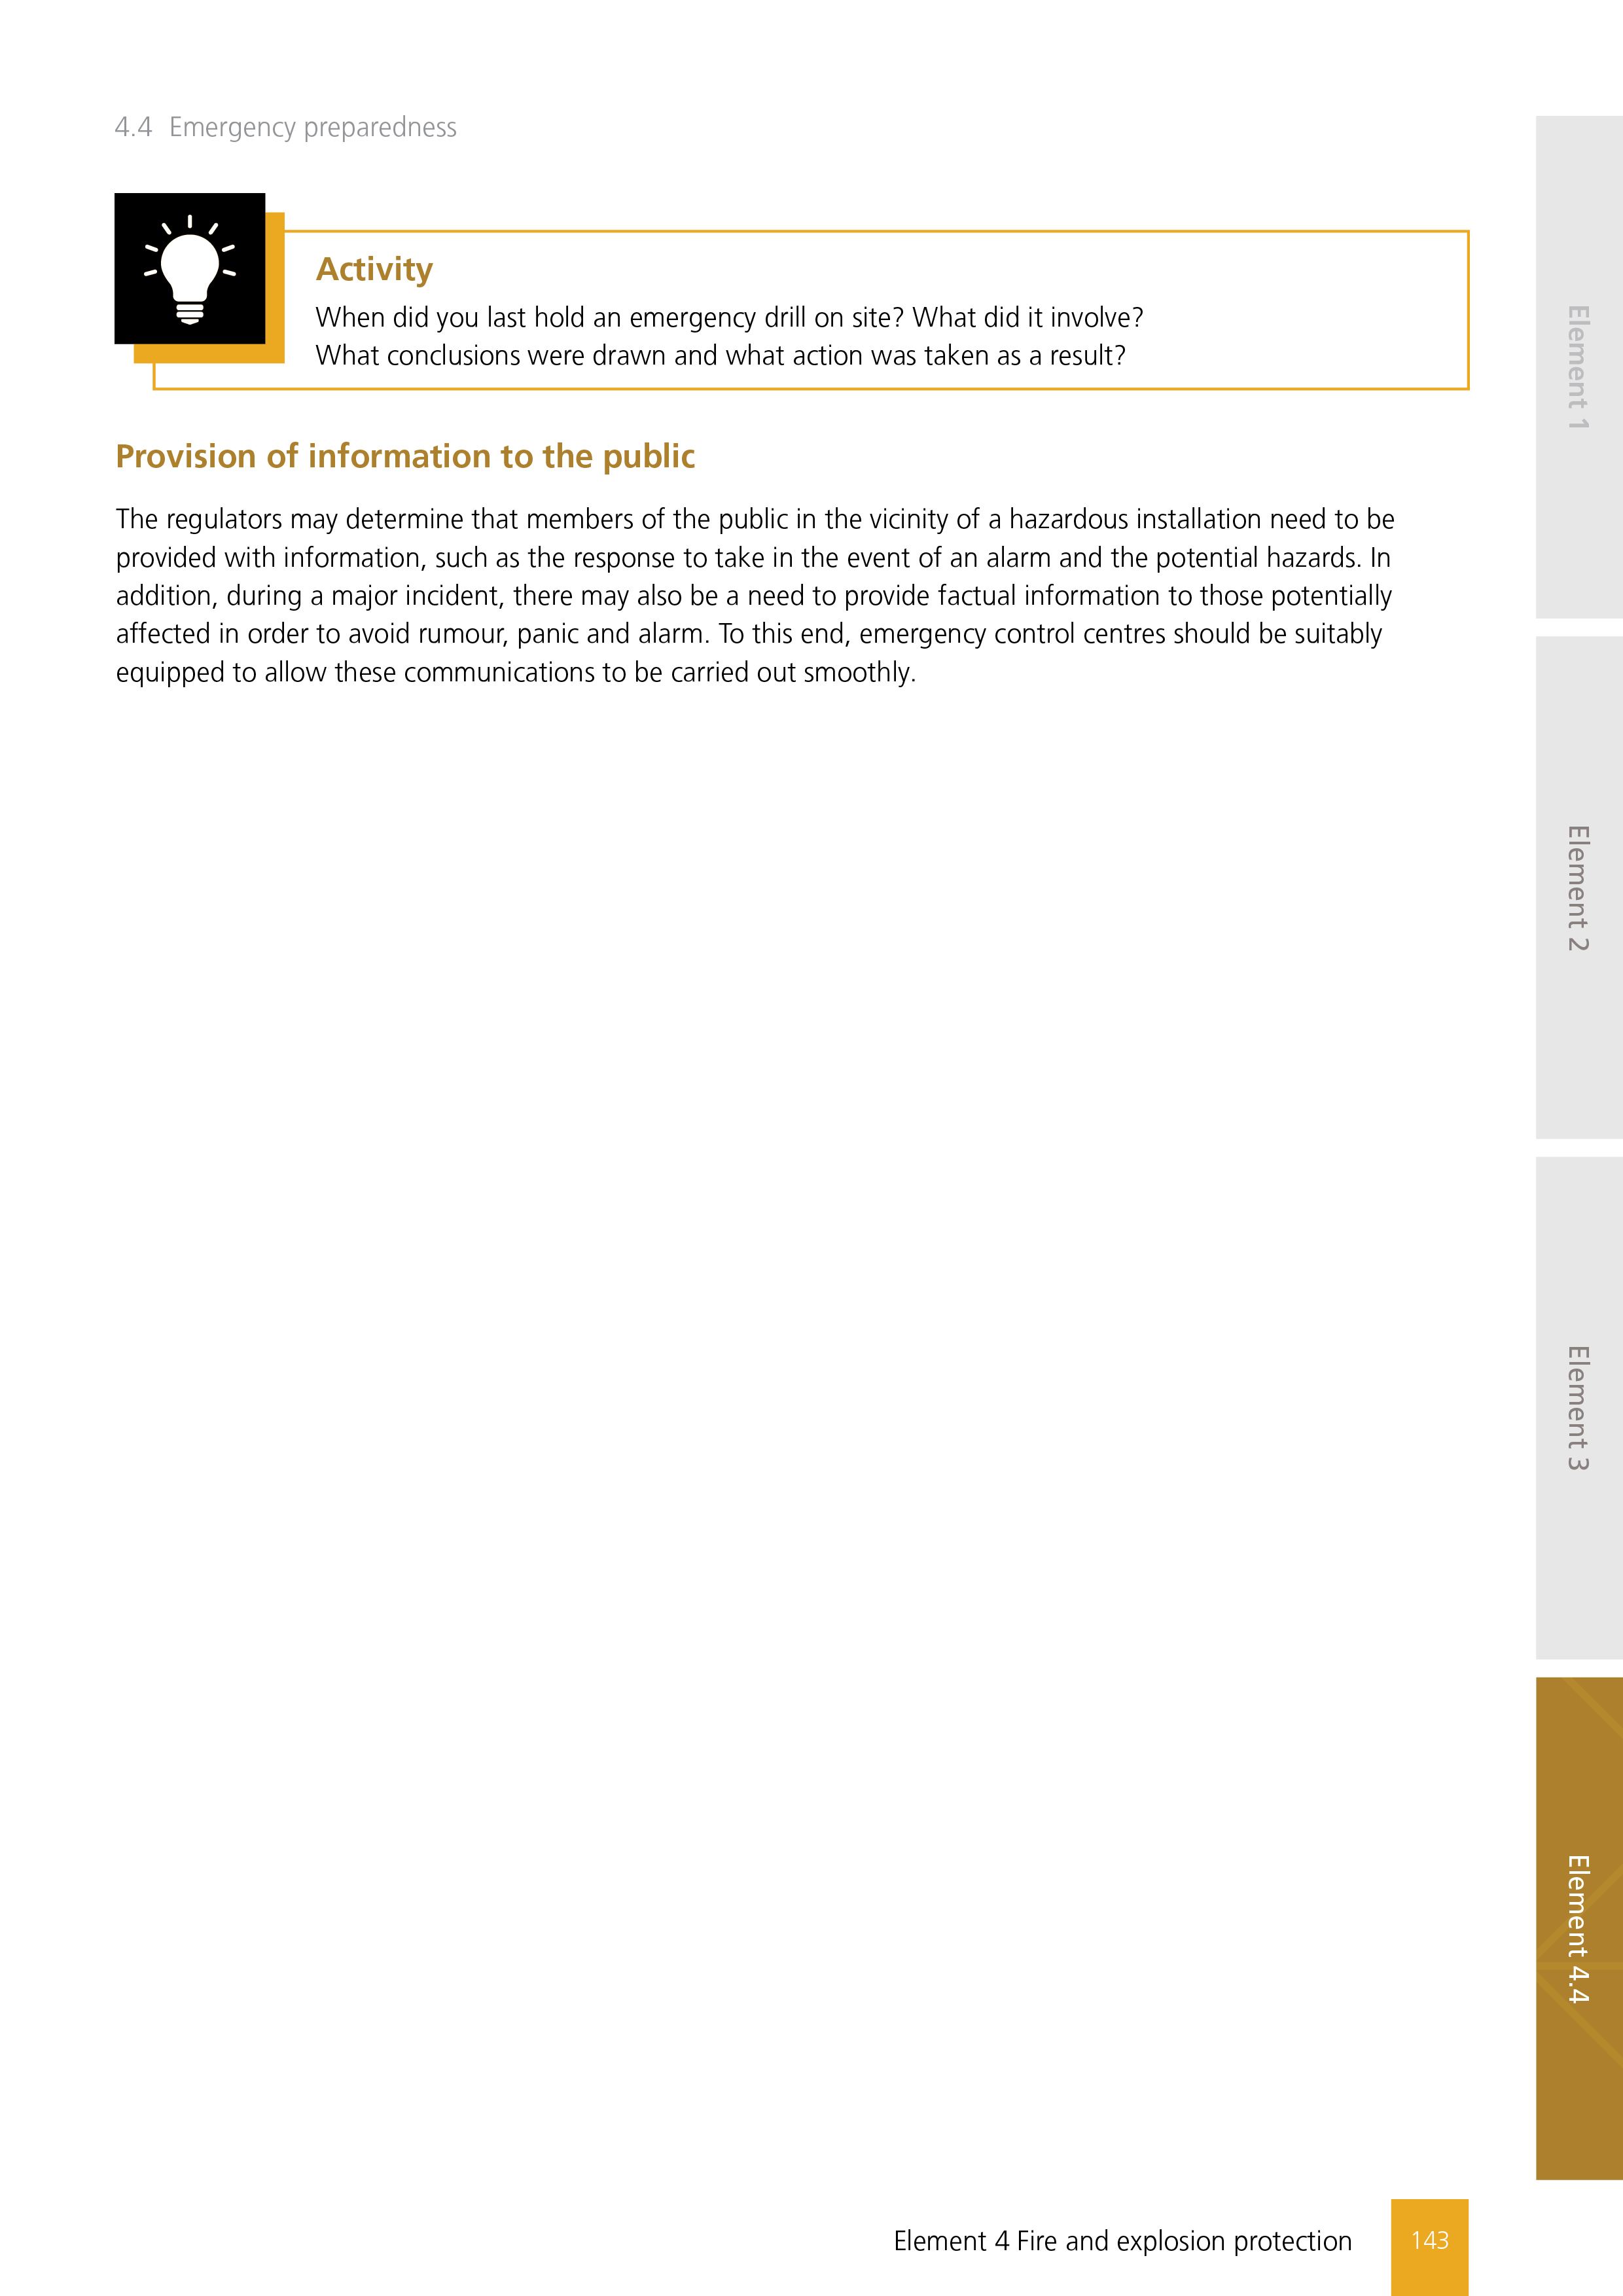 4.4 Emergency preparedness
Activity
When did you last hold an emergency drill on site? What did it involve?
What conclusions were drawn and what action was taken as a result?
Provision of information to the public
The regulators may determine that members of the public in the vicinity of a hazardous installation need to be
provided with information, such as the response to take in the event of an alarm and the potential hazards. In
addition, during a major incident, there may also be a need to provide factual information to those potentially
affected in order to avoid rumour, panic and alarm. To this end, emergency control centres should be suitably
equipped to allow these communications to be carried out smoothly.
Element 1
Element 2
Element 3
Element 4.4
Element 4 Fire and explosion protection
143